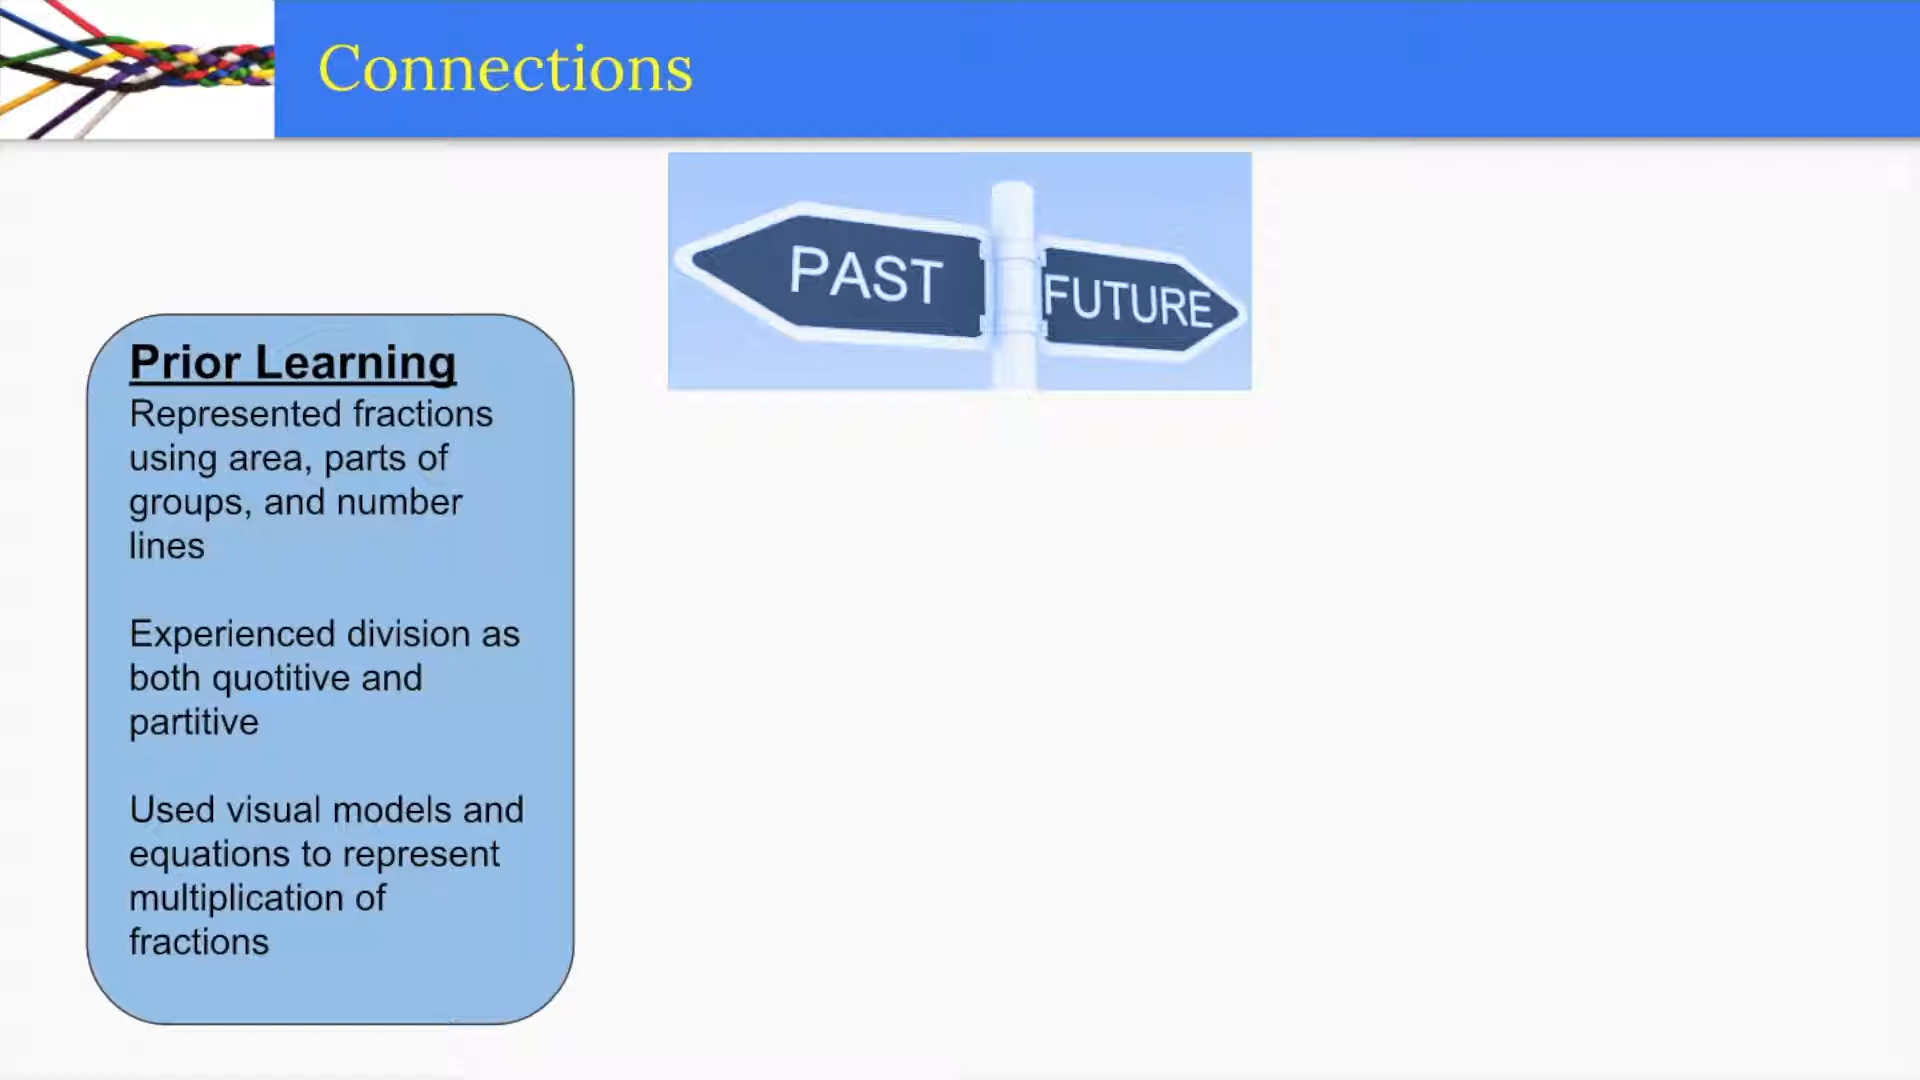 Connections
PAST
FUTURE
Prior Learning
Represented fractions
using area, parts of
groups, and number
lines
Experienced division as
both quotitive and
partitive
Used visual models and
equations to represent
multiplication of
fractions